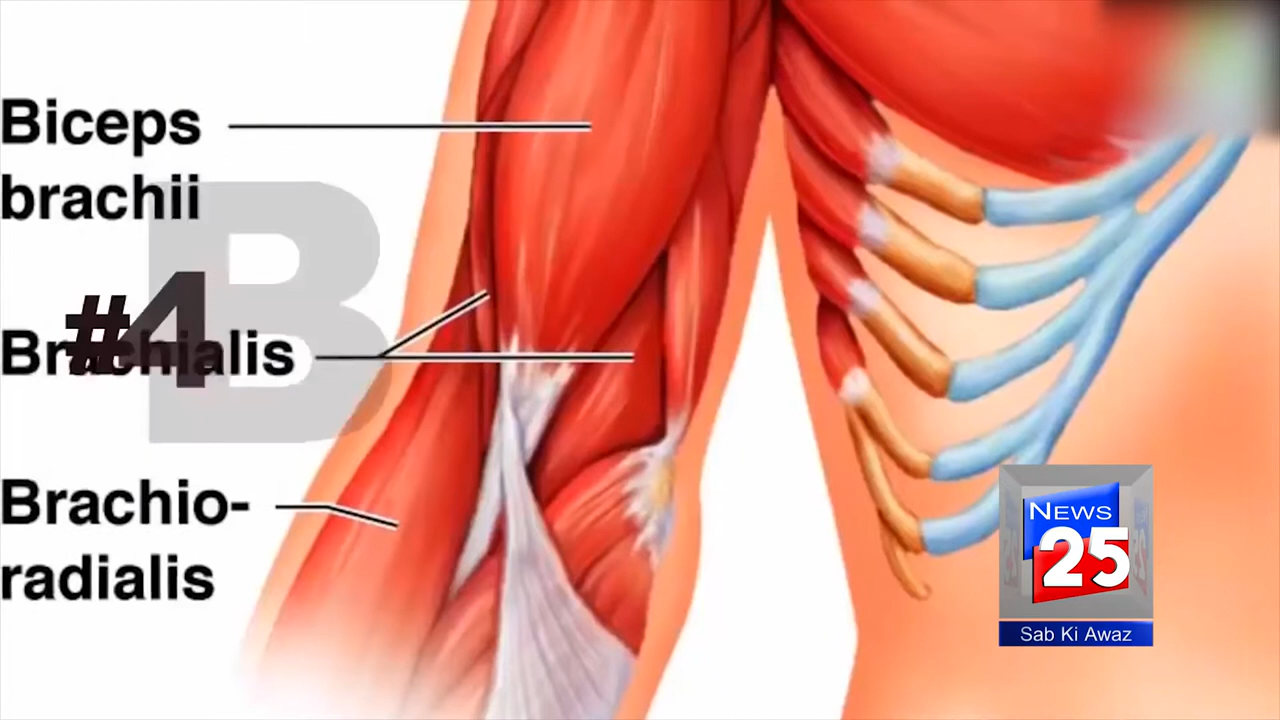 Biceps
brachii
B
#4
Brachialis
Brachio-
radialis
NEWS
25
Sab Ki Awaz